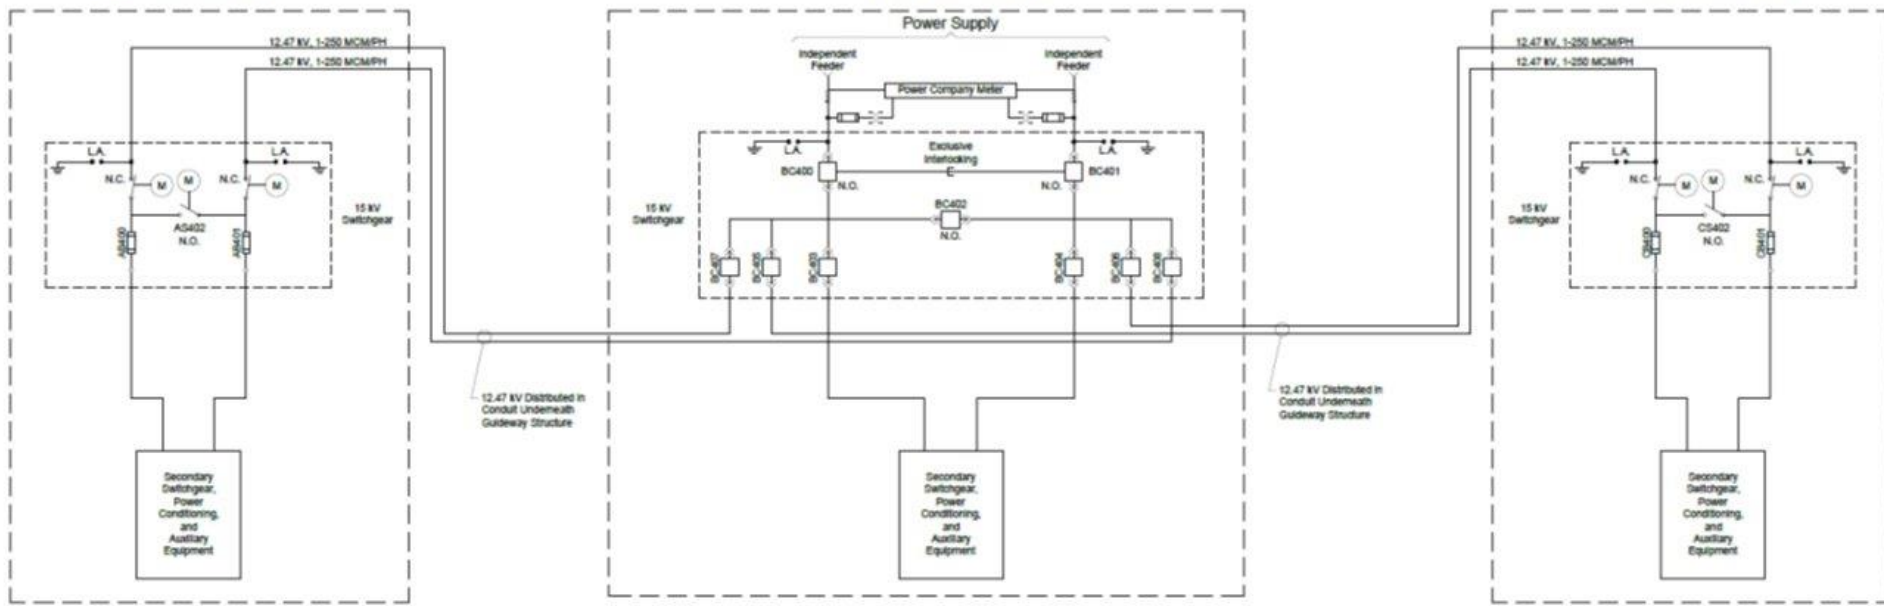 12.47 kV, 1-250 MCM/PH
12.47 kV, 1-250 MCM/PH
L.A.
L.A.
N.C.
M
M
N.C.
M
AS402
N.O.
AB400
AB401
15 kV
Switchgear
12.47 kV Distributed in
Conduit Underneath
Guideway Structure
Secondary
Switchgear,
Power
Conditioning,
and
Auxiliary
Equipment
Power Supply
Independent
Feeder
Independent
Feeder
Power Company Meter
L.A.
L.A.
Exclusive
Interlocking
BC400
BC401
N.O.
N.O.
BC402
N.O.
15 kV
Switchgear
BC407
BC405
BC403
BC404
BC406
BC408
Secondary
Switchgear,
Power
Conditioning,
and
Auxiliary
Equipment
12.47 kV Distributed in
Conduit Underneath
Guideway Structure
12.47 kV, 1-250 MCM/PH
12.47 kV, 1-250 MCM/PH
L.A.
L.A.
N.C.
M
M
N.C.
M
CS402
N.O.
CB400
CB401
15 kV
Switchgear
Secondary
Switchgear,
Power
Conditioning,
and
Auxiliary
Equipment